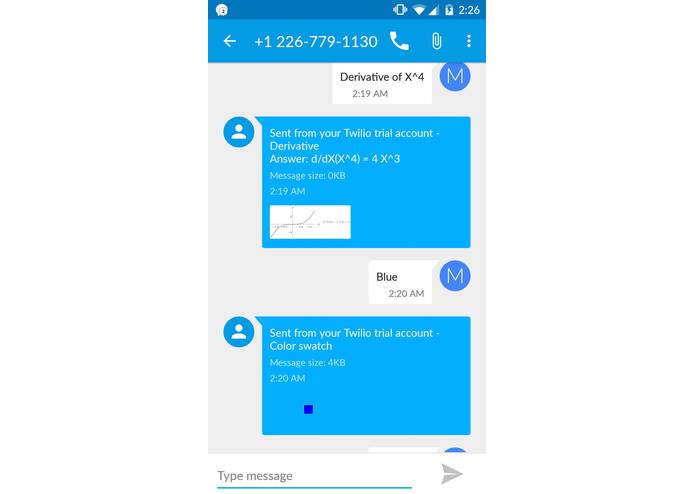 2:26
+1 226-779-1130
Derivative of X^4
M
2:19 AM
Sent from your Twilio trial account -
Derivative
Answer: d/dX(X^4) = 4 X^3
Message size: 0KB
2:19 AM
Blue
M
2:20 AM
Sent from your Twilio trial account -
Color swatch
Message size: 4KB
2:20 AM
Type message